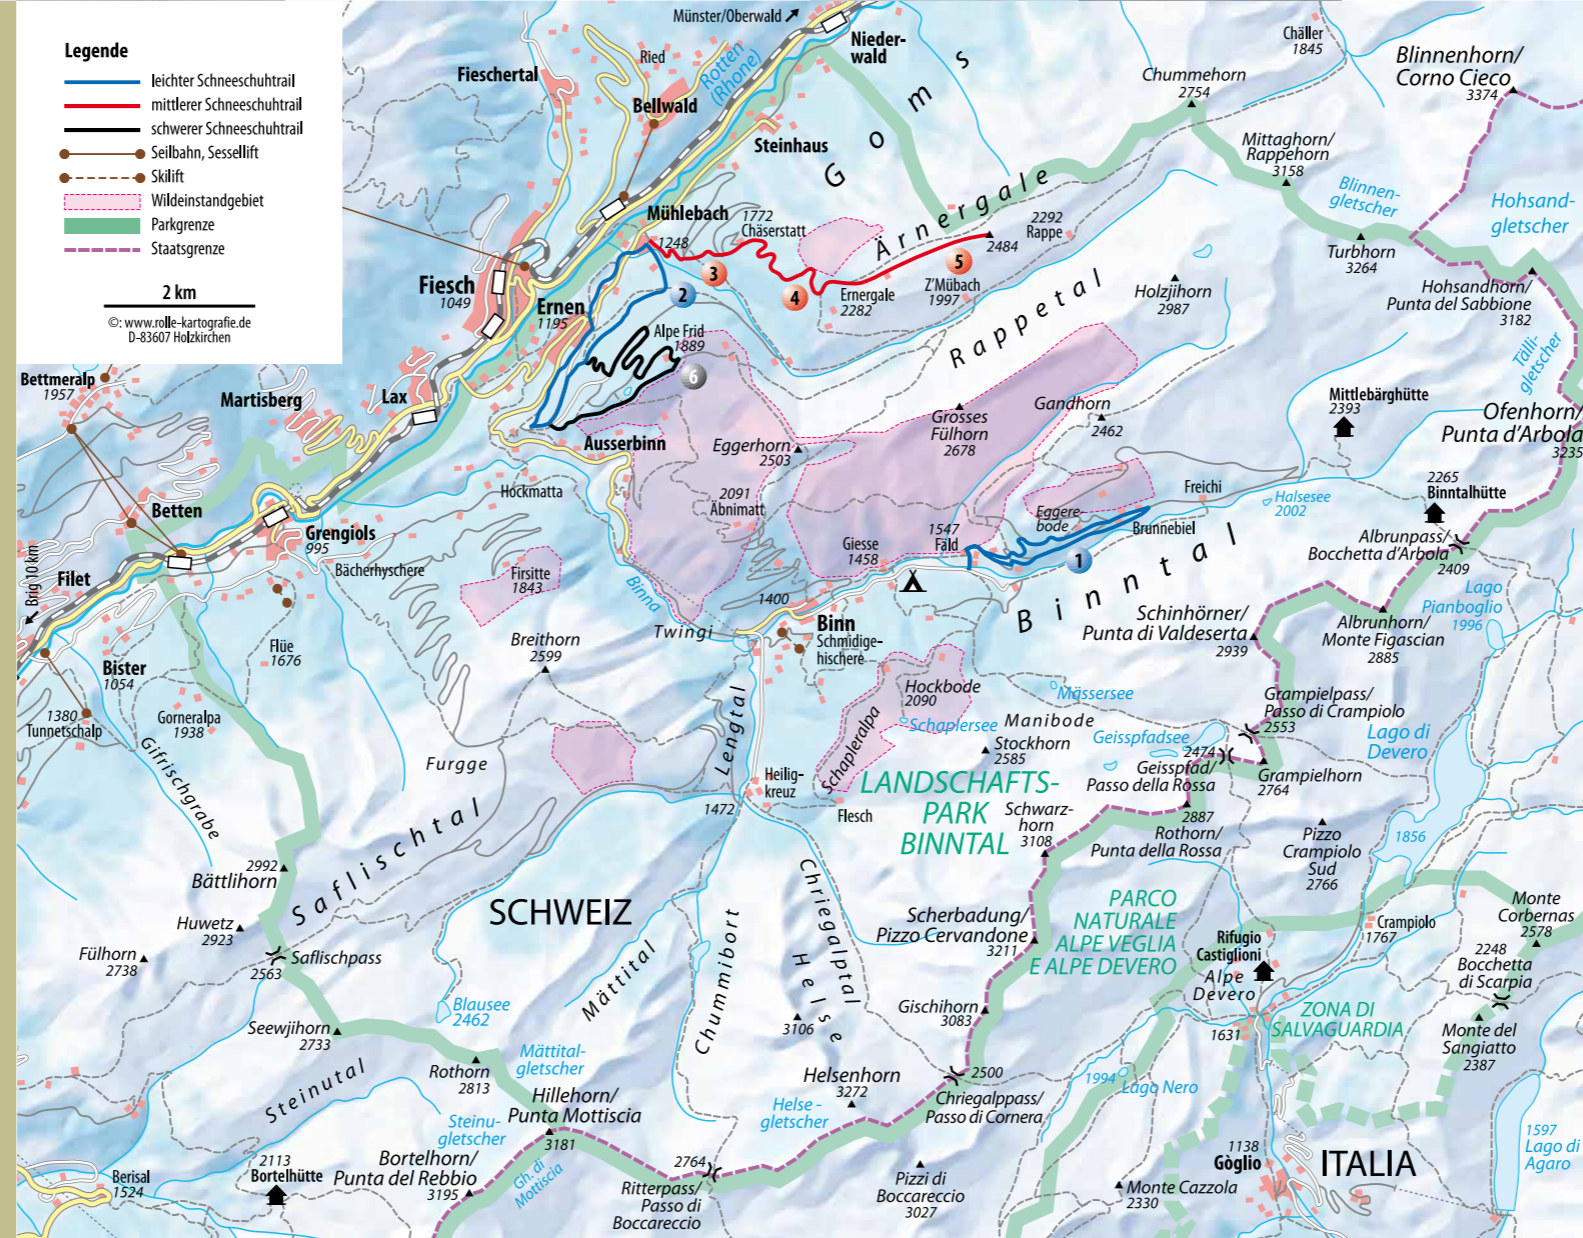 Legende
leichter Schneeschuhtrail
mittlerer Schneeschuhtrail
schwerer Schneeschuhtrail
Seilbahn, Sessellift
Skilift
Wildeinstandgebiet
Parkgrenze
Staatsgrenze
2 km
©: www.rolle-kartografie.de
D-83607 Holzkirchen
Münster/Oberwald
Nieder-
wald
Ried
Rotten
(Rhone)
Fieschertal
Bellwald
Steinhaus
Goms
Chäller
1845
Blinnenhorn/
Corno Cieco
3374
Chummehorn
2754
Mittaghorn/
Rappehorn
3158
Blinnen-
gletscher
Hohsand-
gletscher
Turbhorn
3264
Hohsandhorn/
Punta del Sabbione
3182
Tälli-
gletscher
Mühlebach
1248
1772
Chäserstatt
Ärnergale
2292
Rappe
2484
3
4
5
2
Ernergale
2282
Z'Mübach
1997
Holzjihorn
2987
Rappetal
Fiesch
1049
Ernen
1195
Alpe Frid
1889
6
Bettmeralp
1957
Martisberg
Lax
Ausserbinn
Eggerhorn
2503
Grosses
Fülhorn
2678
Gandhorn
2462
Mittlebärghütte
2393
Ofenhorn/
Punta d'Arbola
3235
2265
Binntalhütte
Hockmatta
2091
Äbnimatt
Betten
Grengiols
995
Freichi
Halsesee
2002
Eggere-
bode
Brunnebiel
1
1547
Fäld
Giesse
1458
Albrunpass/
Bocchetta d'Arbola
2409
Brig 10 km
Filet
Bächerhyschere
Firsitte
1843
Binna
1400
Binn
Schmidige-
hischere
Twingi
Binntal
Schinhörner/
Punta di Valdeserta
2939
Albrunhorn/
Monte Figascian
2885
Lago
Pianboglio
1996
Flüe
1676
Bister
1054
Breithorn
2599
1380
Tunnetschalp
Gorneralpa
1938
Gifrischgrabe
Furgge
Lengtal
Hockbode
2090
Schapleralpa
Schaplersee
Manibode
Mässersee
Geisspfadsee
Stockhorn
2585
Grampielpass/
Passo di Crampiolo
2553
2474
Geisspfad/
Passo della Rossa
Grampielhorn
2764
Lago di
Devero
Heilig-
kreuz
1472
Flesch
LANDSCHAFTS-
PARK
BINNTAL
Schwarz-
horn
3108
2887
Rothorn/
Punta della Rossa
Pizzo
Crampiolo
Sud
2766
1856
Saflischtal
2992
Bättlihorn
Huwetz
2923
Fülhorn
2738
Saflischpass
2563
SCHWEIZ
Chriegalptal
Helse
Scherbadung/
Pizzo Cervandone
3211
PARCO
NATURALE
ALPE VEGLIA
E ALPE DEVERO
Rifugio
Castiglioni
Alpe
Devero
Crampiolo
1767
Monte
Corbernas
2578
2248
Bocchetta
di Scarpia
Mättital
Chummibort
Blausee
2462
3106
Gischihorn
3083
1631
ZONA DI
SALVAGUARDIA
Monte del
Sangiatto
2387
Seewjihorn
2733
Rothorn
2813
Mättital-
gletscher
Steinutal
Steinu-
gletscher
Hillehorn/
Punta Mottiscia
3181
Helsenhorn
3272
Helse-
gletscher
2500
Chriegalppass/
Passo di Cornera
1994
Lago Nero
1597
Lago di
Agaro
Berisal
1524
2113
Bortelhütte
Bortelhorn/
Punta del Rebbio
3195
Gh. di
Mottiscia
2764
Ritterpass/
Passo di
Boccareccio
Pizzi di
Boccareccio
3027
Monte Cazzola
2330
1138
Gòglio
ITALIA